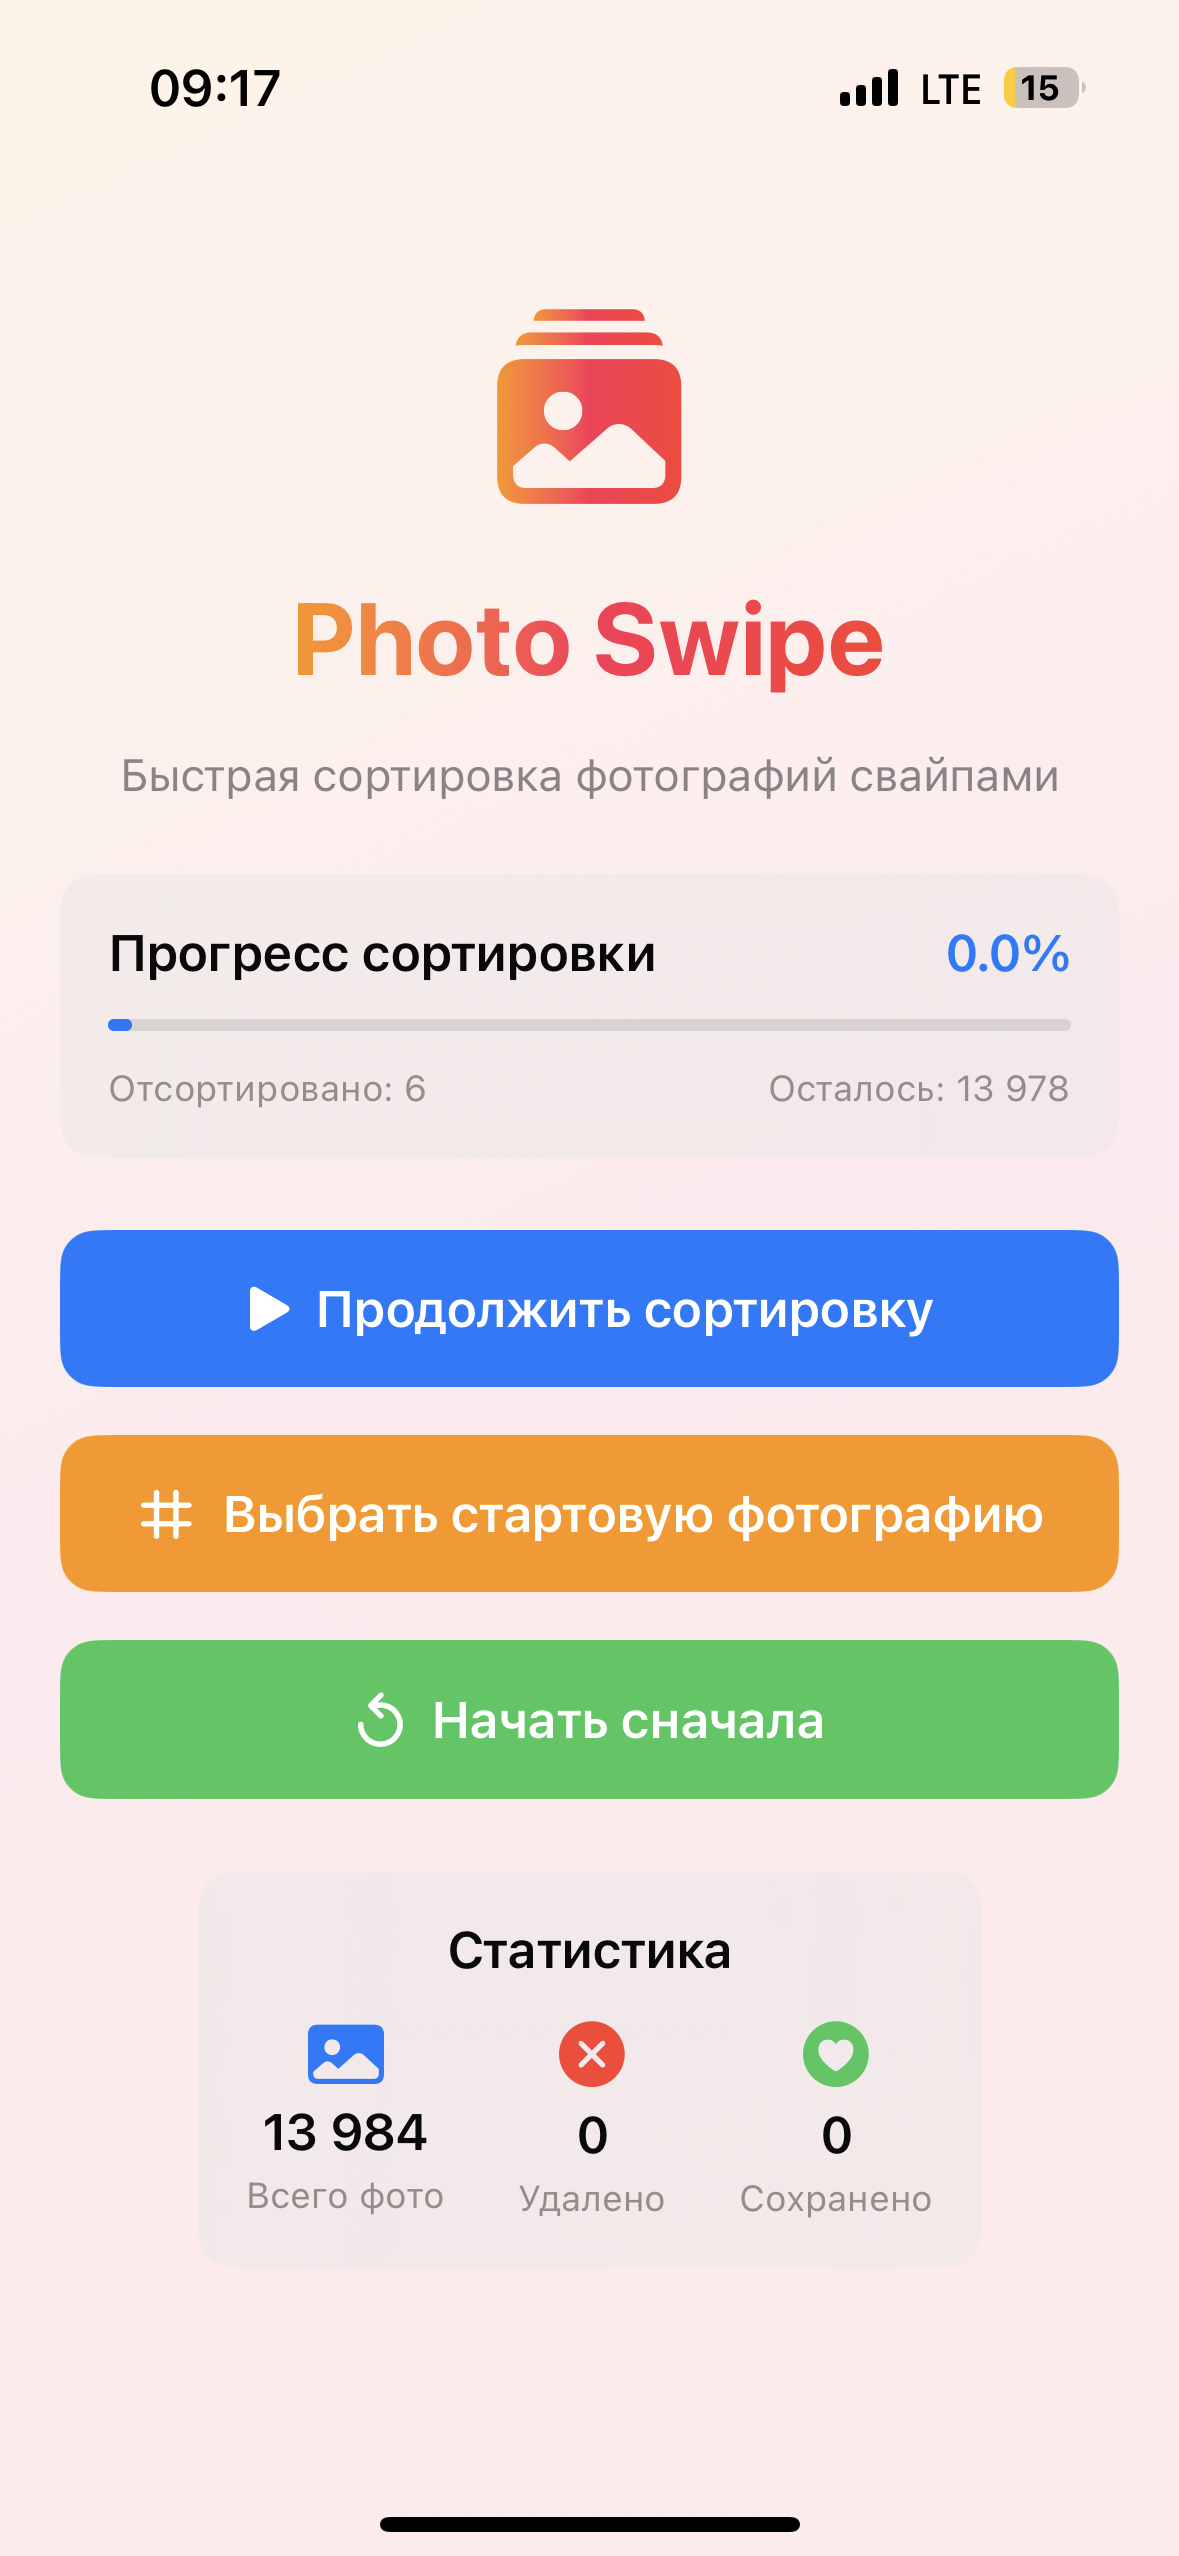 09:17
LTE 15
Photo Swipe
Быстрая сортировка фотографий свайпами
Прогресс сортировки 0.0%
Отсортировано: 6 Осталось: 13 978
Продолжить сортировку
Выбрать стартовую фотографию
Начать сначала
Статистика
13 984 0 0
Всего фото Удалено Сохранено